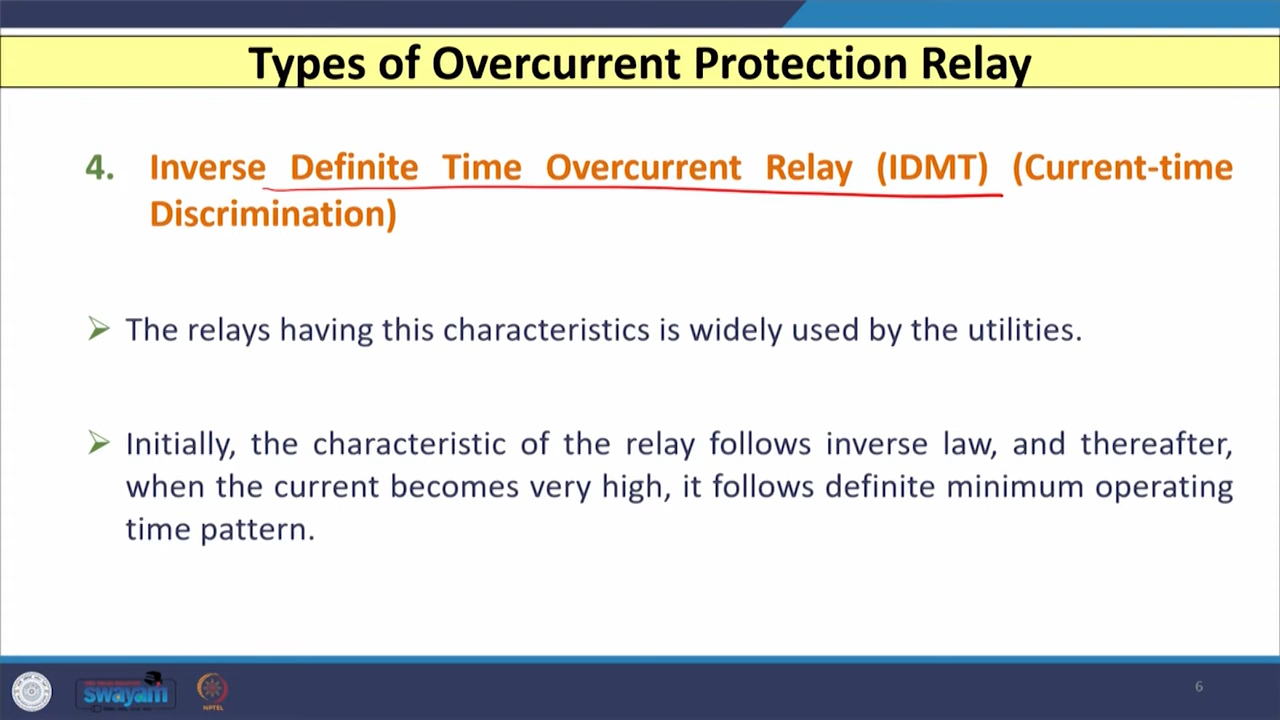 Types of Overcurrent Protection Relay
4. Inverse Definite Time Overcurrent Relay (IDMT) (Current-time
Discrimination)
The relays having this characteristics is widely used by the utilities.
Initially, the characteristic of the relay follows inverse law, and thereafter,
when the current becomes very high, it follows definite minimum operating
time pattern.
swayam
NPTEL
6